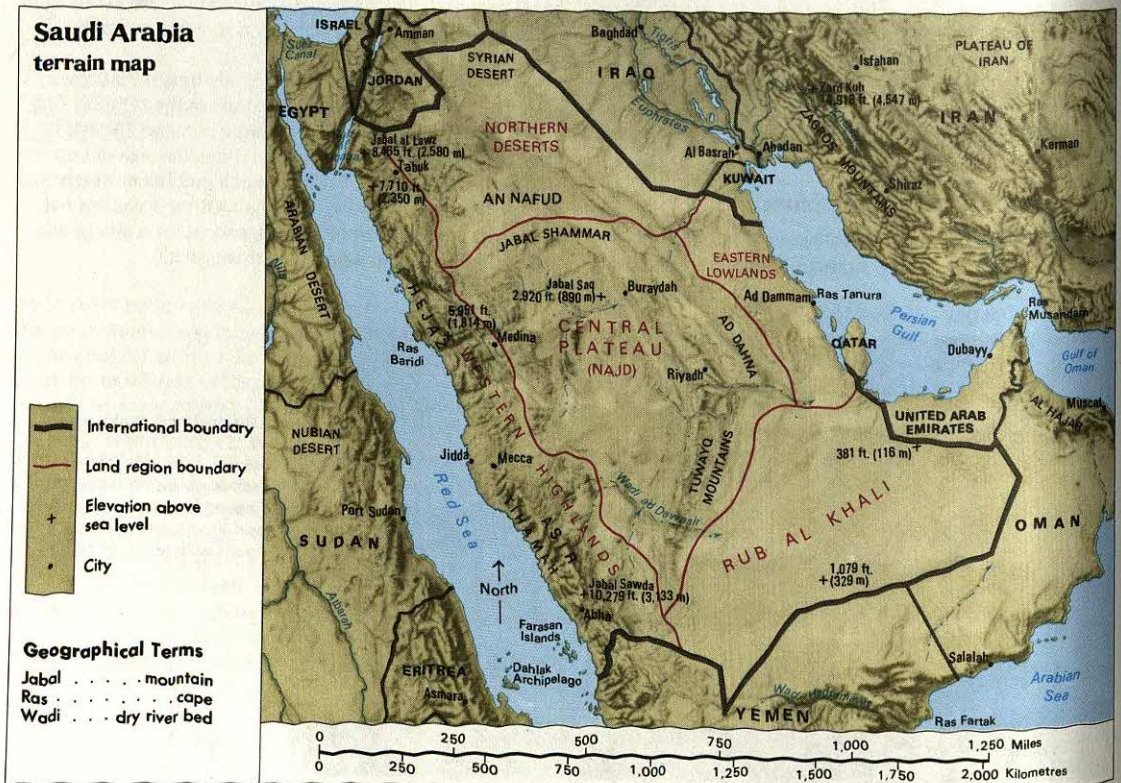 Saudi Arabia
terrain map
International boundary
Land region boundary
Elevation above
sea level
City
Geographical Terms
Jabal . . . . . . mountain
Ras . . . . . . . . . . cape
Wadi . . . dry river bed
ISRAEL
Amman
Suez
Canal
JORDAN
SYRIAN
DESERT
Baghdad
Tigris
IRAQ
Euphrates
Isfahan
PLATEAU OF
IRAN
Zard Kuh
(4,547 m)
ZAGROS MOUNTAINS
IRAN
Kerman
Shiraz
EGYPT
Jabal al Lawz
8,465 ft. (2,580 m)
Tabuk
7,710 ft.
(2,350 m)
NORTHERN
DESERTS
Al Basrah
Abadan
KUWAIT
AN NAFUD
JABAL SHAMMAR
ARABIAN DESERT
Nile
EASTERN
LOWLANDS
Jabal Saq
2,920 ft. (890 m)
Buraydah
Ad Dammam
Ras Tanura
Persian
Gulf
Ras
Musandam
HEJAZ
5,951 ft.
(1,814 m)
Medina
Ras
Baridi
CENTRAL
PLATEAU
(NAJD)
AD DAHNA
QATAR
Dubayy
Gulf of
Oman
Riyadh
UNITED ARAB
EMIRATES
AL HAJAR
Muscat
WESTERN HIGHLANDS
NUBIAN
DESERT
Jidda
Mecca
TUWAYQ
MOUNTAINS
381 ft. (116 m)
Red Sea
Wadi ad Dawasir
Port Sudan
SUDAN
TIHAMAH
ASIR
RUB AL KHALI
OMAN
North
Jabal Sawda
10,279 ft. (3,133 m)
Abha
1,079 ft.
(329 m)
Atbarah
Farasan
Islands
Dahlak
Archipelago
ERITREA
Asmara
Salalah
Arabian
Sea
YEMEN
Ras Fartak
0 250 500 750 1,000 1,250 Miles
0 250 500 750 1,000 1,250 1,500 1,750 2,000 Kilometres